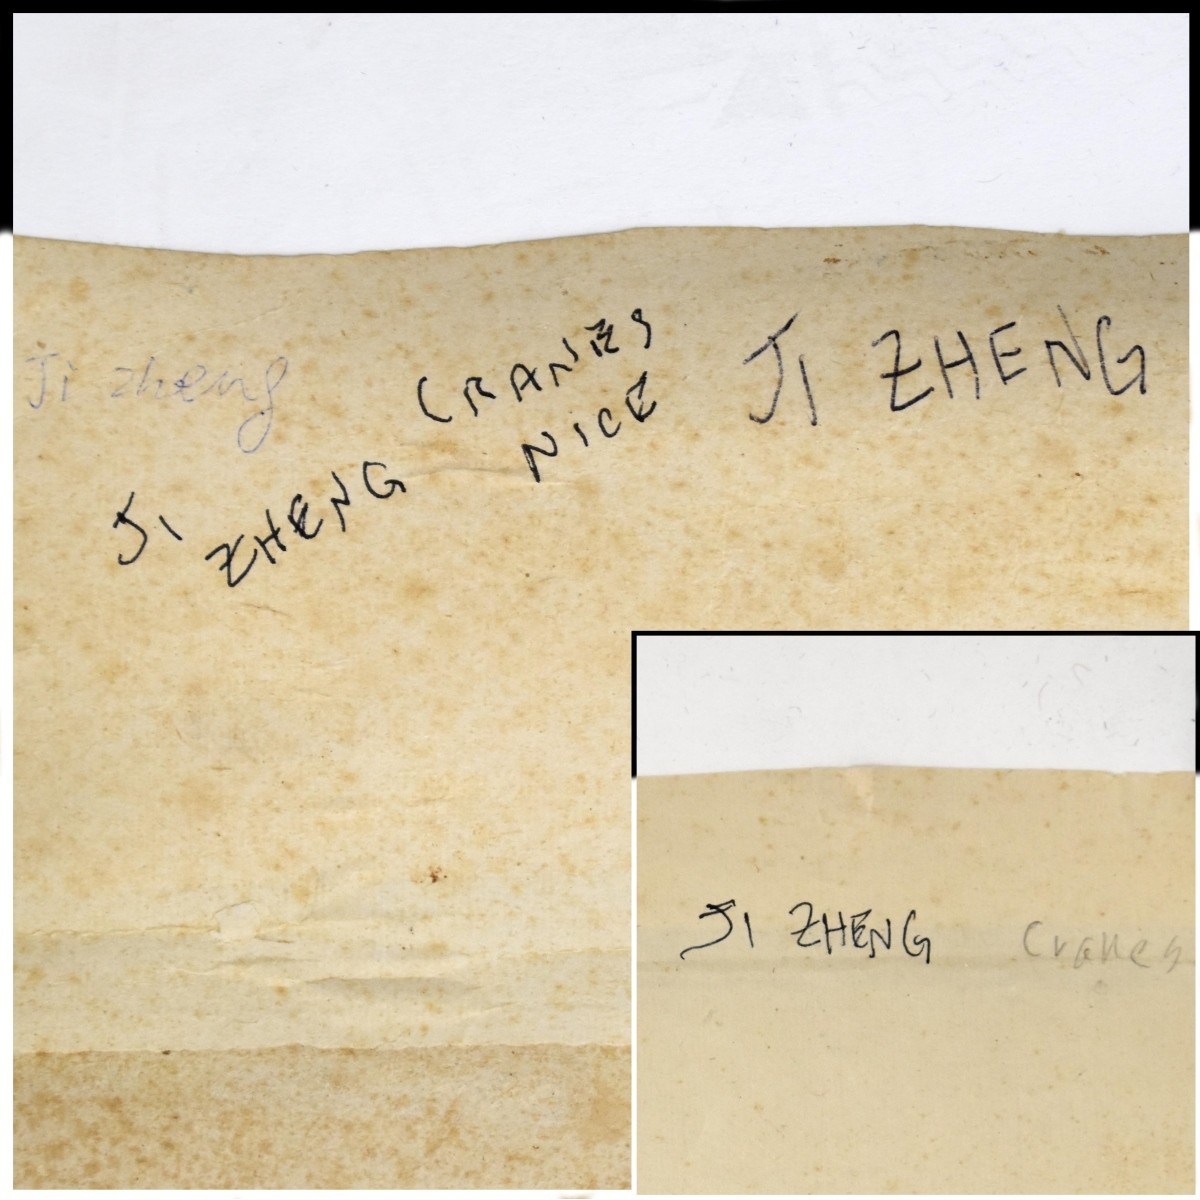 Ji zheng
CRANES
NICE
JI ZHENG
JI ZHENG
JI ZHENG
Cranes